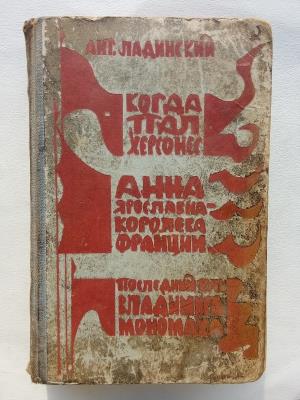 АНТ. ЛАДИНСКИЙ
КОГДА
ПАЛ
ХЕРСОНЕС
АННА
ЯРОСЛАВНА-
КОРОЛЕВА
ФРАНЦИИ
ПОСЛЕДНИЙ ПУТЬ
ВЛАДИМИРА
МОНОМАХА